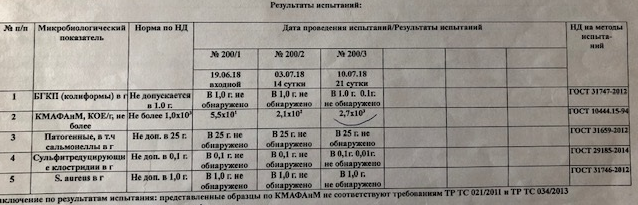 Результаты испытаний:
№ п/п Микробиологический показатель Норма по НД Дата проведения испытаний/Результаты испытаний НД на методы испыта-ний
№ 200/1 № 200/2 № 200/3
19.06.18 входной 03.07.18 14 сутки 10.07.18 21 сутки
1 БГКП (колиформы) в г Не допускается в 1.0 г. В 1,0 г. не обнаружено В 1,0 г. не обнаружено В 1.0 г. 0.1г. не обнаружено ГОСТ 31747-2012
2 КМАФАнМ, КОЕ/г, не более Не более 1,0х10³ 5,5х10¹ 2,1х10² 2,7х10³ ГОСТ 10444.15-94
3 Патогенные, в т.ч сальмонеллы в г Не доп. в 25 г. В 25 г. не обнаружено В 25 г. не обнаружено В 25 г. не обнаружено ГОСТ 31659-2012
4 Сульфитредуцирующие клостридии в г Не доп. в 0,1 г. В 0,1 г. не обнаружено В 0,1 г. не обнаружено В 0,1г. 0,01г. не обнаружено ГОСТ 29185-2014
5 S. aureus в г Не доп. в 1,0 г. В 1,0 г. не обнаружено В 1,0 г. не обнаружено В 1,0 г. не обнаружено ГОСТ 31746-2012
аключение по результатам испытания: представленные образцы по КМАФАнМ не соответствуют требованиям ТР ТС 021/2011 и ТР ТС 034/2013